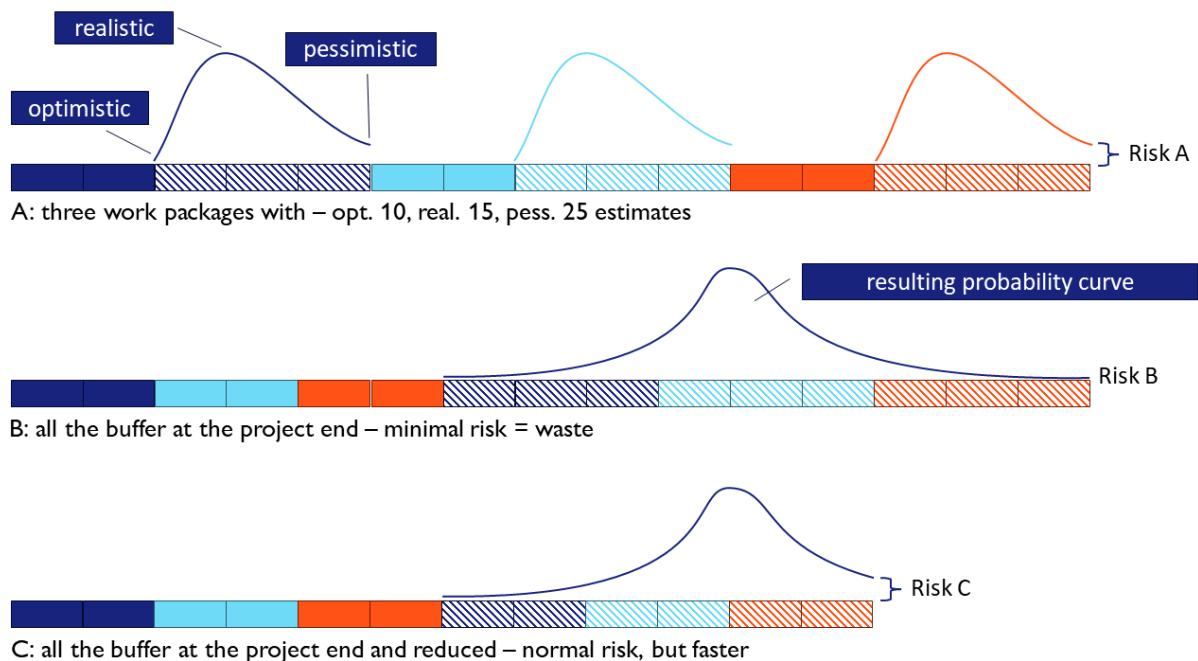 realistic
pessimistic
optimistic
Risk A
A: three work packages with – opt. 10, real. 15, pess. 25 estimates
resulting probability curve
Risk B
B: all the buffer at the project end – minimal risk = waste
Risk C
C: all the buffer at the project end and reduced – normal risk, but faster